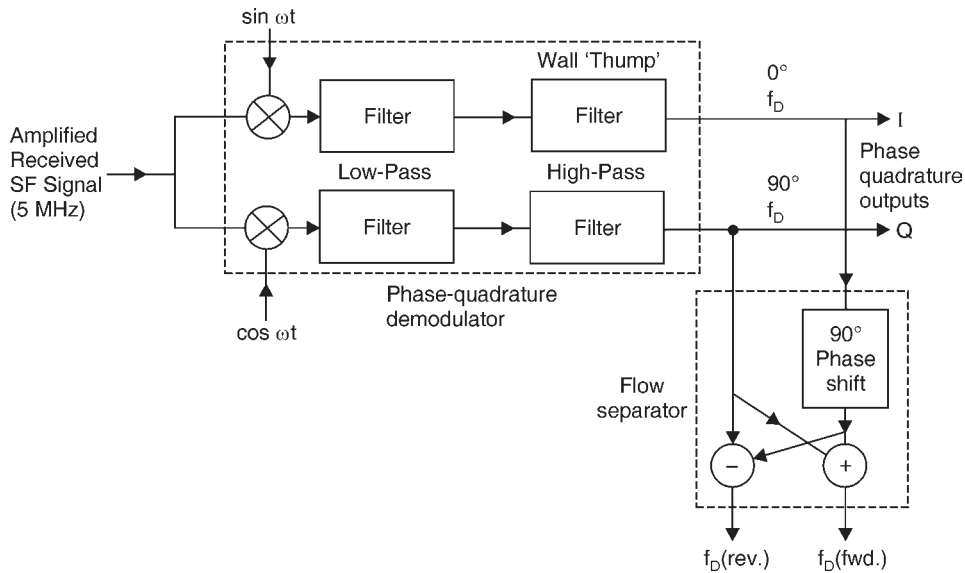 sin ωt
Wall 'Thump'
0°
f_D
Filter
Filter
I
Amplified
Received
SF Signal
(5 MHz)
Low-Pass
High-Pass
Phase
quadrature
outputs
90°
f_D
Filter
Filter
Q
Phase-quadrature
demodulator
cos ωt
90°
Phase
shift
Flow
separator
−
+
f_D(rev.)
f_D(fwd.)